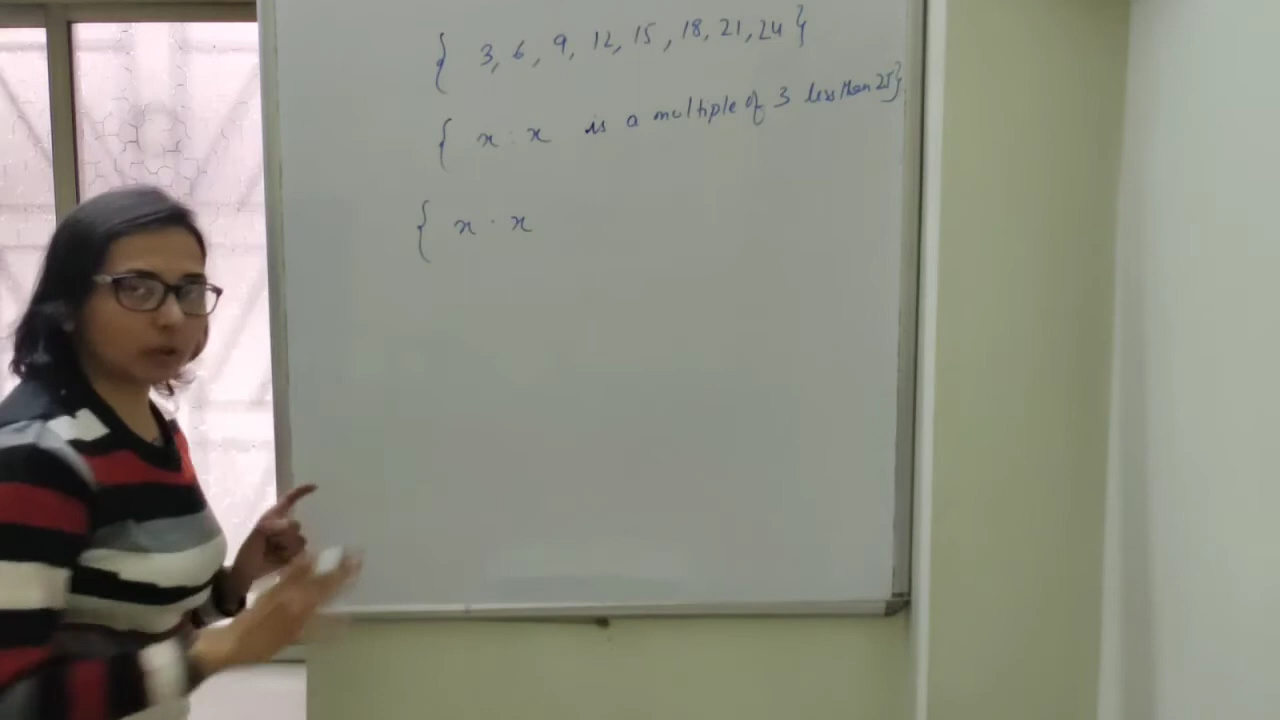 { 3, 6, 9, 12, 15, 18, 21, 24 }
{ x : x is a multiple of 3 less than 25}
{ x : x